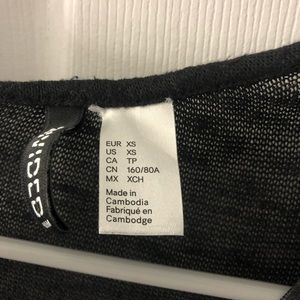 EUR XS
US XS
CA TP
CN 160/80A
MX XCH
Made in
Cambodia
Fabriqué en
Cambodge